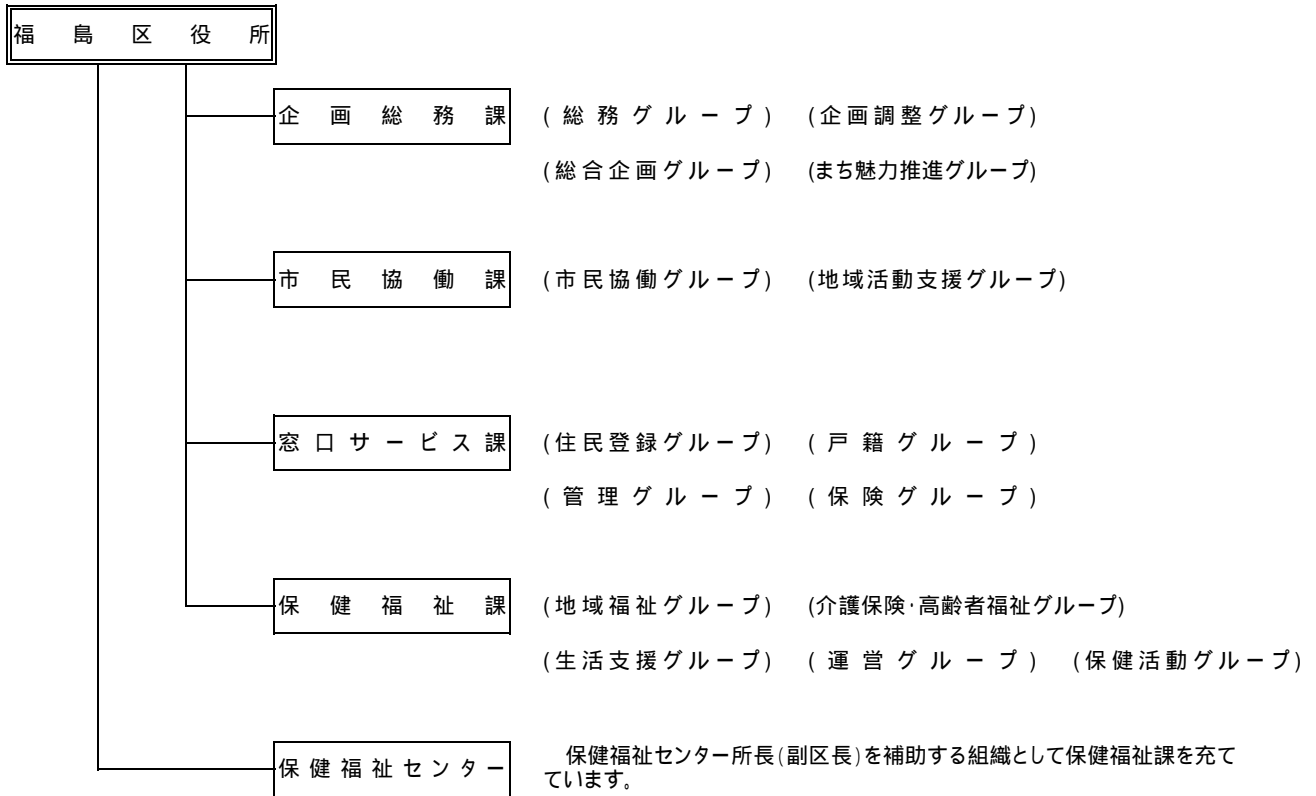 福島区役所
企画総務課 (総務グループ) (企画調整グループ)
(総合企画グループ) (まち魅力推進グループ)
市民協働課 (市民協働グループ) (地域活動支援グループ)
窓口サービス課 (住民登録グループ) (戸籍グループ)
(管理グループ) (保険グループ)
保健福祉課 (地域福祉グループ) (介護保険・高齢者福祉グループ)
(生活支援グループ) (運営グループ) (保健活動グループ)
保健福祉センター 保健福祉センター所長(副区長)を補助する組織として保健福祉課を充て
ています。